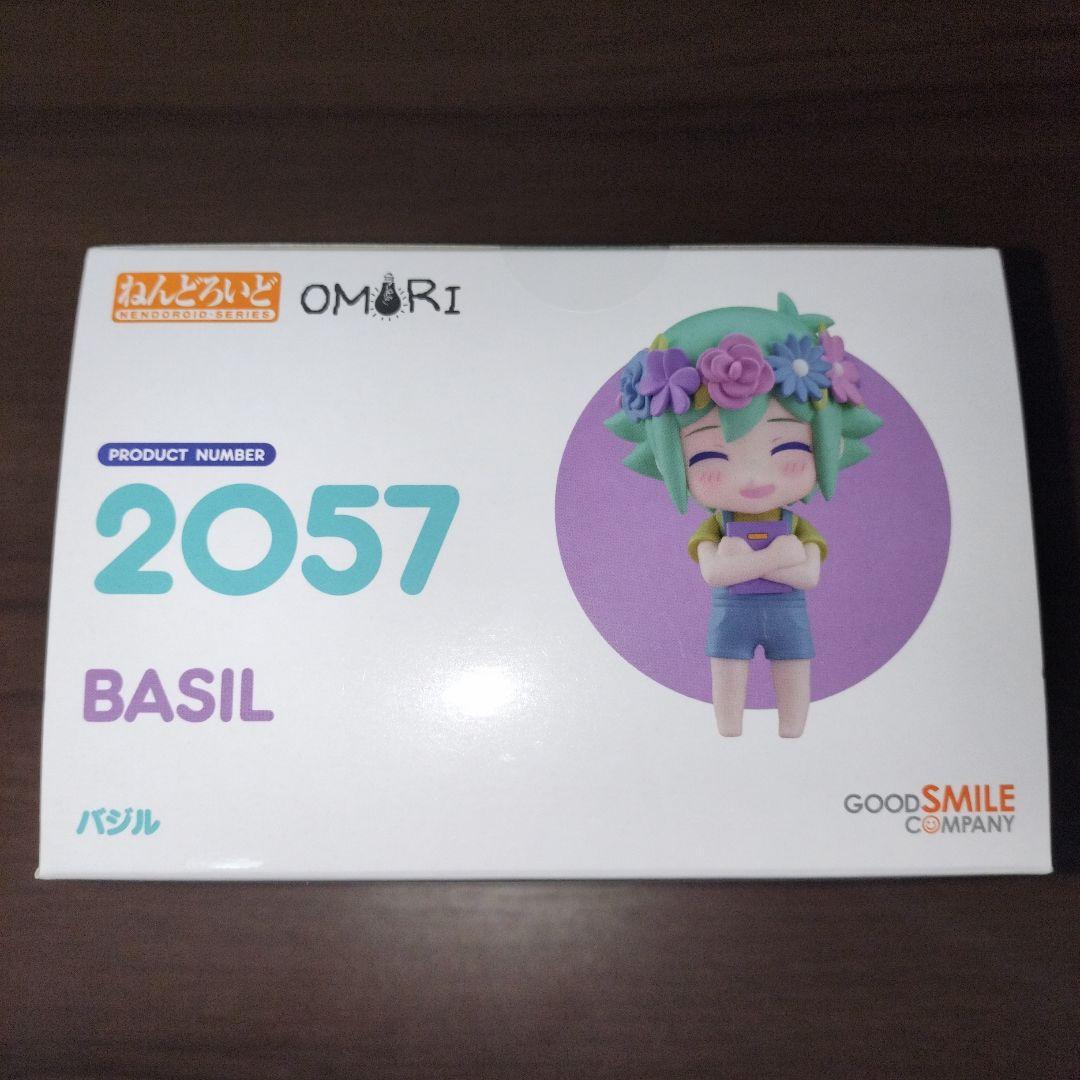 ねんどろいど
NENDOROID·SERIES
OMORI
PRODUCT NUMBER
2057
BASIL
バジル
GOOD SMILE
COMPANY